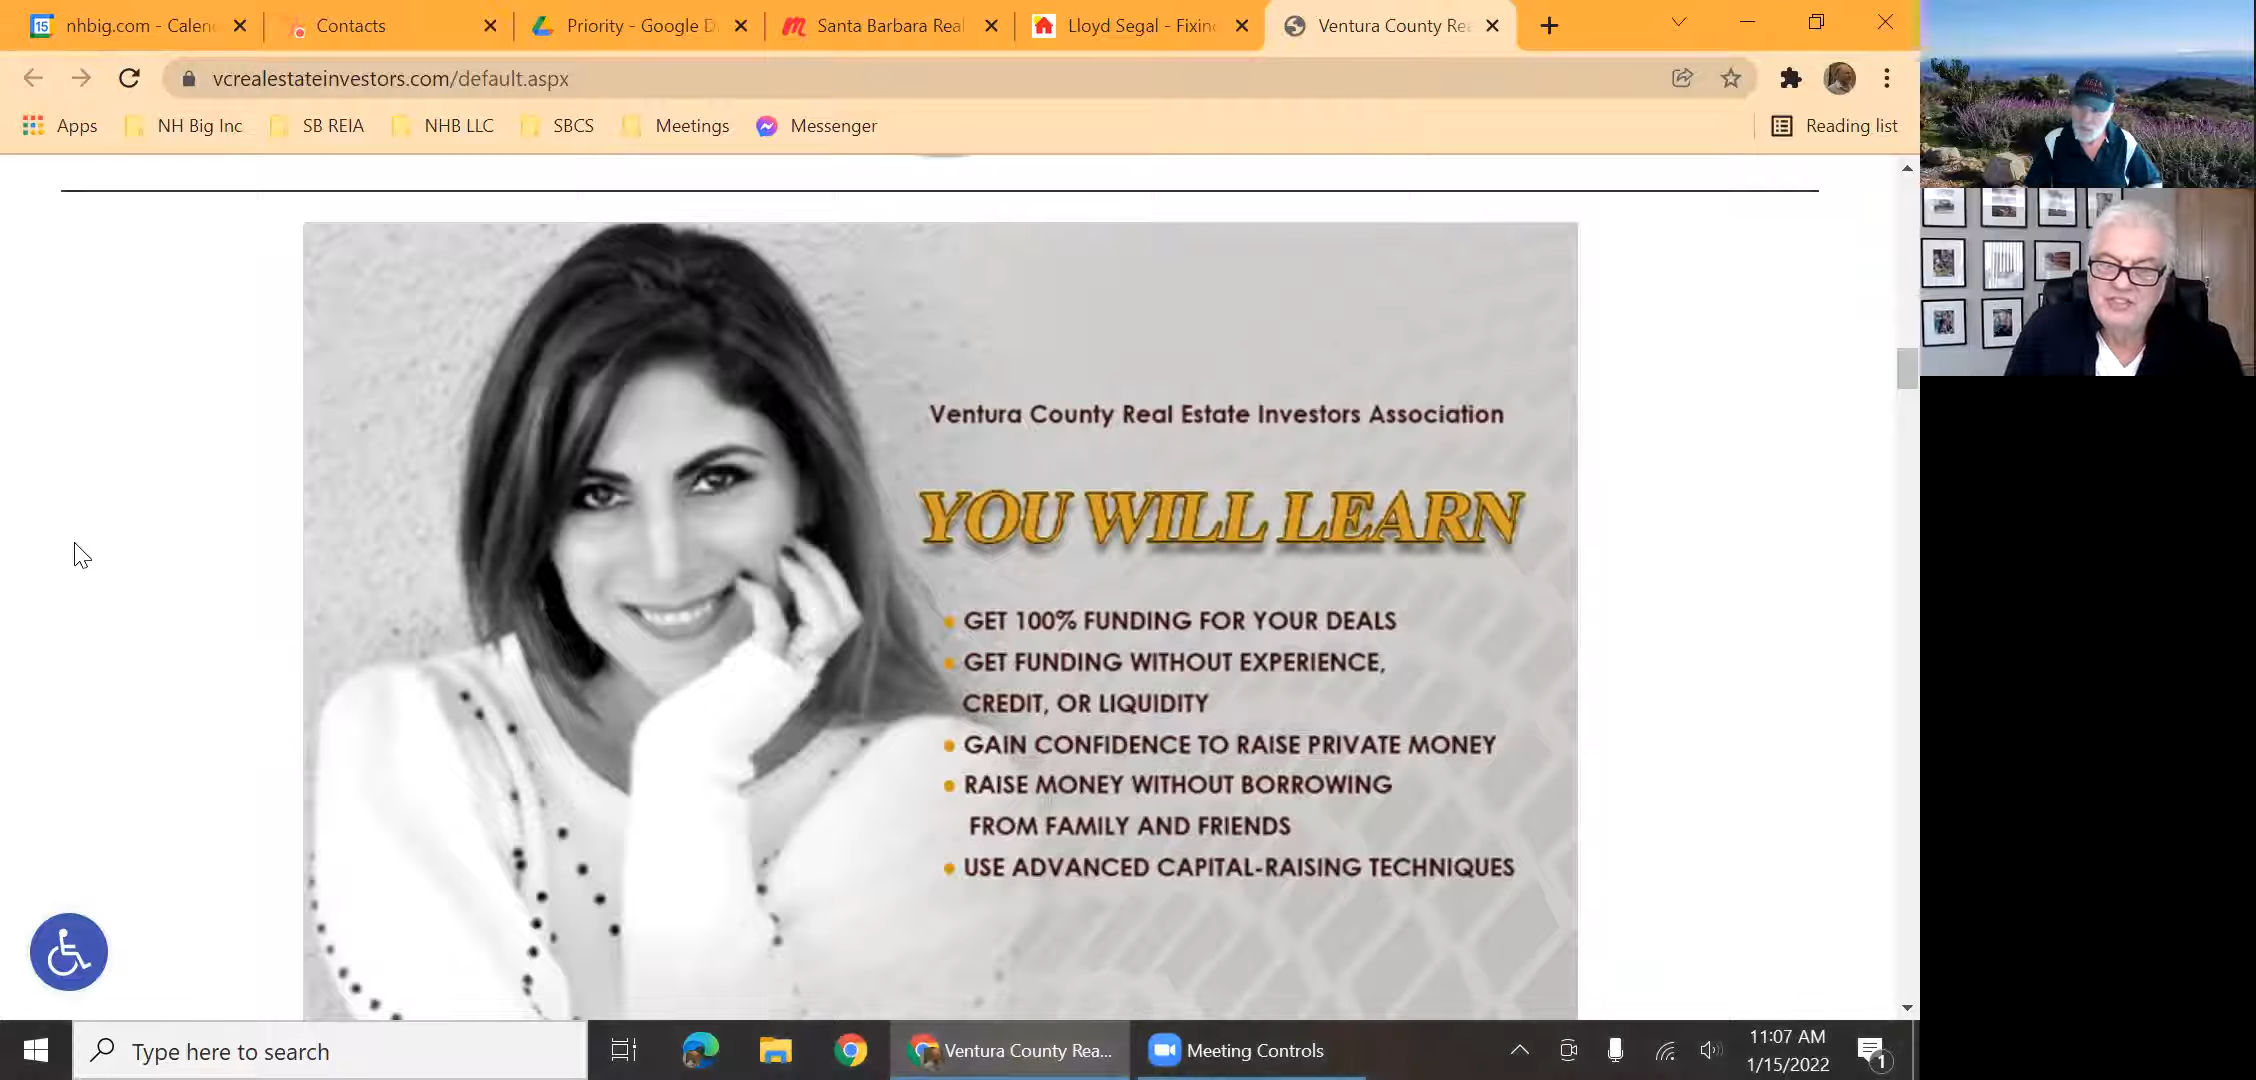 nhbig.com - Calen
Contacts
Priority - Google D
Santa Barbara Real
Lloyd Segal - Fixin
Ventura County Rea
vcrealestateinvestors.com/default.aspx
Apps
NH Big Inc
SB REIA
NHB LLC
SBCS
Meetings
Messenger
Reading list
Ventura County Real Estate Investors Association
YOU WILL LEARN
• GET 100% FUNDING FOR YOUR DEALS
• GET FUNDING WITHOUT EXPERIENCE,
CREDIT, OR LIQUIDITY
• GAIN CONFIDENCE TO RAISE PRIVATE MONEY
• RAISE MONEY WITHOUT BORROWING
FROM FAMILY AND FRIENDS
• USE ADVANCED CAPITAL-RAISING TECHNIQUES
Type here to search
Ventura County Rea...
Meeting Controls
11:07 AM
1/15/2022
1